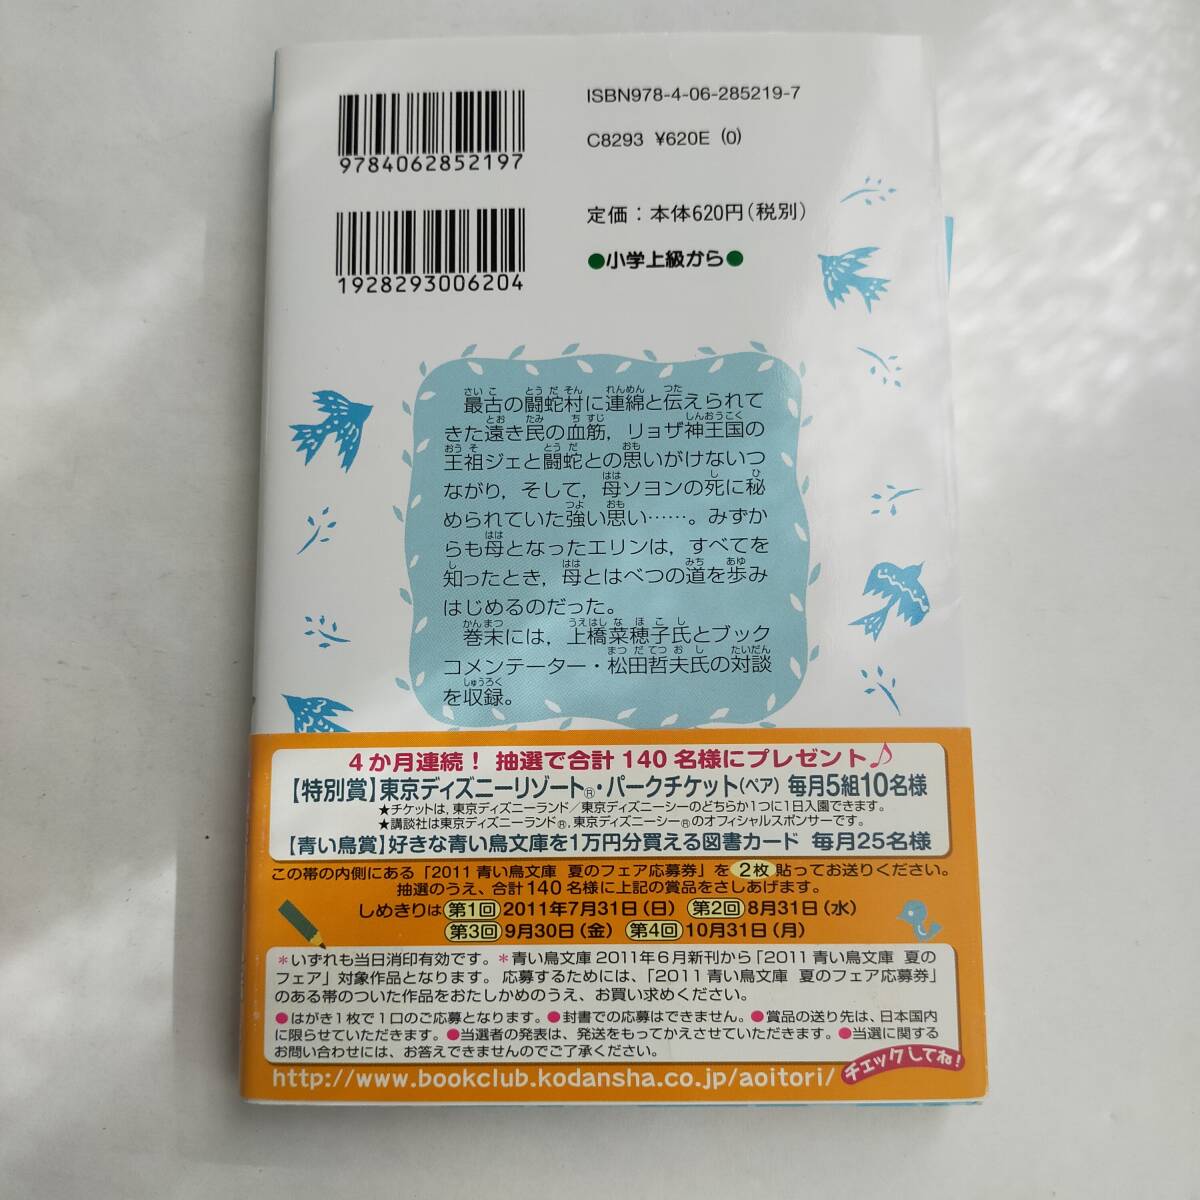 9784062852197
ISBN978-4-06-285219-7
C8293 ¥620E (0)
1928293006204
定価：本体620円（税別）
●小学上級から●
最古の闘蛇村に連綿と伝えられて
きた遠き民の血筋，リョザ神王国の
王祖ジェと闘蛇との思いがけないつ
ながり，そして，母ソヨンの死に秘
められていた強い思い……。みずか
らも母となったエリンは，すべてを
知ったとき，母とはべつの道を歩み
はじめるのだった。
巻末には，上橋菜穂子氏とブック
コメンテーター・松田哲夫氏の対談
を収録。
4か月連続！ 抽選で合計140名様にプレゼント♪
【特別賞】東京ディズニーリゾート®・パークチケット（ペア） 毎月5組10名様
★チケットは，東京ディズニーランド／東京ディズニーシーのどちらか1つに1日入園できます。
★講談社は東京ディズニーランド®，東京ディズニーシー®のオフィシャルスポンサーです。
【青い鳥賞】好きな青い鳥文庫を1万円分買える図書カード 毎月25名様
この帯の内側にある「2011 青い鳥文庫 夏のフェア応募券」を 2枚 貼ってお送りください。
抽選のうえ、合計140名様に上記の賞品をさしあげます。
しめきりは 第1回 2011年7月31日（日） 第2回 8月31日（水）
第3回 9月30日（金） 第4回 10月31日（月）
＊いずれも当日消印有効です。＊青い鳥文庫 2011年6月新刊から「2011 青い鳥文庫 夏の
フェア」対象作品となります。応募するためには、「2011 青い鳥文庫 夏のフェア応募券」
のある帯のついた作品をおたしかめのうえ、お買い求めください。
●はがき1枚で1口のご応募となります。●封書での応募はできません。●賞品の送り先は、日本国内
に限らせていただきます。●当選者の発表は、発送をもってかえさせていただきます。●当選に関する
お問い合わせには、お答えできませんのでご了承ください。
http://www.bookclub.kodansha.co.jp/aoitori/
チェックしてね！